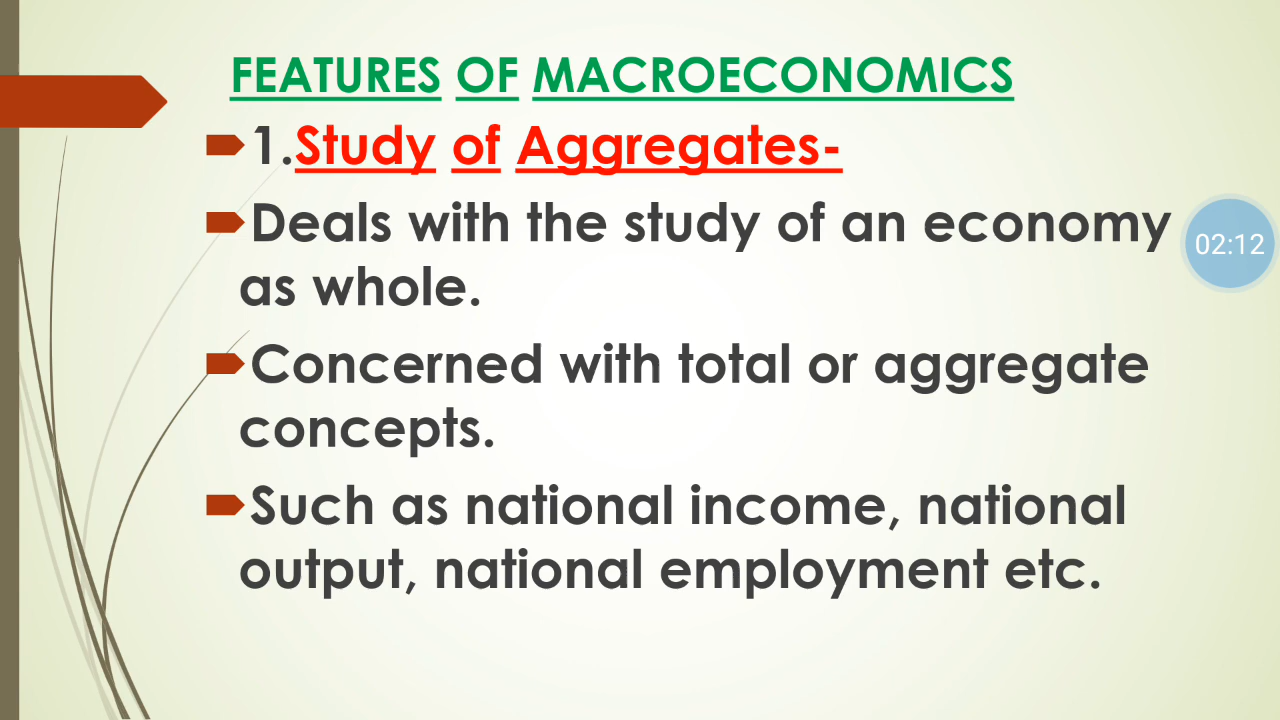 FEATURES OF MACROECONOMICS
1.Study of Aggregates-
Deals with the study of an economy
as whole.
02:12
Concerned with total or aggregate
concepts.
Such as national income, national
output, national employment etc.